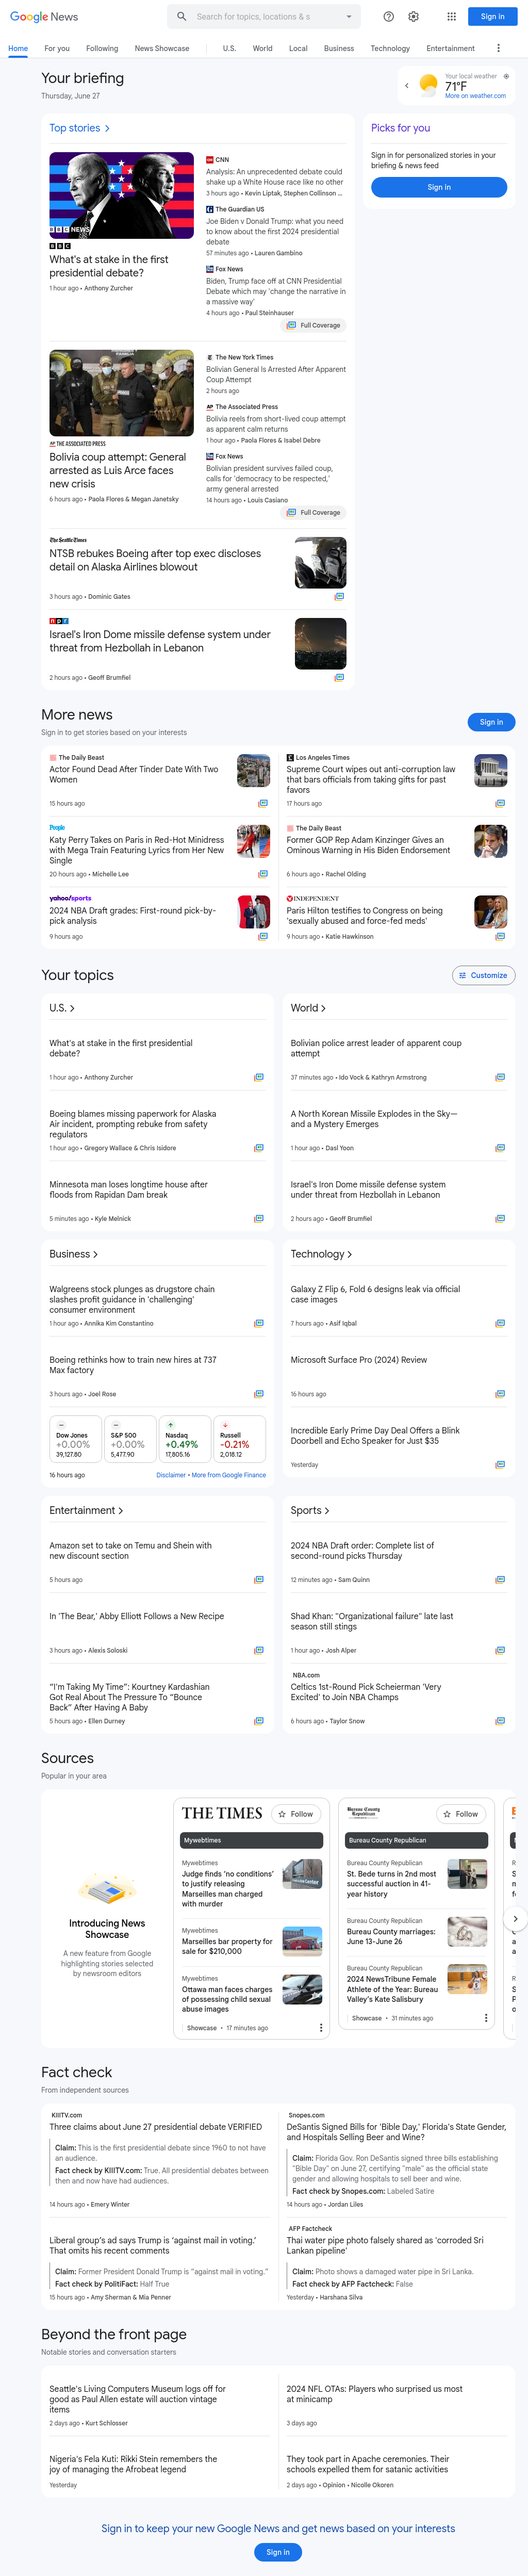 Google News
Search for topics, locations & s
Sign in
Home
For you
Following
News Showcase
U.S.
World
Local
Business
Technology
Entertainment
Your briefing
Thursday, June 27
Your local weather
71°F
More on weather.com
Top stories
BBC NEWS
BBC
What's at stake in the first
presidential debate?
1 hour ago • Anthony Zurcher
CNN
Analysis: An unprecedented debate could
shake up a White House race like no other
3 hours ago • Kevin Liptak, Stephen Collinson ...
The Guardian US
Joe Biden v Donald Trump: what you need
to know about the first 2024 presidential
debate
57 minutes ago • Lauren Gambino
Fox News
Biden, Trump face off at CNN Presidential
Debate which may 'change the narrative in
a massive way'
4 hours ago • Paul Steinhauser
Full Coverage
Picks for you
Sign in for personalized stories in your
briefing & news feed
Sign in
AP THE ASSOCIATED PRESS
Bolivia coup attempt: General
arrested as Luis Arce faces
new crisis
6 hours ago • Paola Flores & Megan Janetsky
The New York Times
Bolivian General Is Arrested After Apparent
Coup Attempt
2 hours ago
The Associated Press
Bolivia reels from short-lived coup attempt
as apparent calm returns
1 hour ago • Paola Flores & Isabel Debre
Fox News
Bolivian president survives failed coup,
calls for 'democracy to be respected,'
army general arrested
14 hours ago • Louis Casiano
Full Coverage
The Seattle Times
NTSB rebukes Boeing after top exec discloses
detail on Alaska Airlines blowout
3 hours ago • Dominic Gates
npr
Israel's Iron Dome missile defense system under
threat from Hezbollah in Lebanon
2 hours ago • Geoff Brumfiel
More news
Sign in to get stories based on your interests
Sign in
The Daily Beast
Actor Found Dead After Tinder Date With Two
Women
15 hours ago
Los Angeles Times
Supreme Court wipes out anti-corruption law
that bars officials from taking gifts for past
favors
17 hours ago
People
Katy Perry Takes on Paris in Red-Hot Minidress
with Mega Train Featuring Lyrics from Her New
Single
20 hours ago • Michelle Lee
The Daily Beast
Former GOP Rep Adam Kinzinger Gives an
Ominous Warning in His Biden Endorsement
6 hours ago • Rachel Olding
yahoo!sports
2024 NBA Draft grades: First-round pick-by-
pick analysis
9 hours ago
INDEPENDENT
Paris Hilton testifies to Congress on being
'sexually abused and force-fed meds'
9 hours ago • Katie Hawkinson
Your topics
Customize
U.S.
What's at stake in the first presidential
debate?
1 hour ago • Anthony Zurcher
Boeing blames missing paperwork for Alaska
Air incident, prompting rebuke from safety
regulators
1 hour ago • Gregory Wallace & Chris Isidore
Minnesota man loses longtime house after
floods from Rapidan Dam break
5 minutes ago • Kyle Melnick
World
Bolivian police arrest leader of apparent coup
attempt
37 minutes ago • Ido Vock & Kathryn Armstrong
A North Korean Missile Explodes in the Sky—
and a Mystery Emerges
1 hour ago • Dasl Yoon
Israel's Iron Dome missile defense system
under threat from Hezbollah in Lebanon
2 hours ago • Geoff Brumfiel
Business
Walgreens stock plunges as drugstore chain
slashes profit guidance in 'challenging'
consumer environment
1 hour ago • Annika Kim Constantino
Boeing rethinks how to train new hires at 737
Max factory
3 hours ago • Joel Rose
Dow Jones
+0.00%
39,127.80
S&P 500
+0.00%
5,477.90
Nasdaq
+0.49%
17,805.16
Russell
-0.21%
2,018.12
16 hours ago
Disclaimer • More from Google Finance
Technology
Galaxy Z Flip 6, Fold 6 designs leak via official
case images
7 hours ago • Asif Iqbal
Microsoft Surface Pro (2024) Review
16 hours ago
Incredible Early Prime Day Deal Offers a Blink
Doorbell and Echo Speaker for Just $35
Yesterday
Entertainment
Amazon set to take on Temu and Shein with
new discount section
5 hours ago
In 'The Bear,' Abby Elliott Follows a New Recipe
3 hours ago • Alexis Soloski
"I'm Taking My Time": Kourtney Kardashian
Got Real About The Pressure To "Bounce
Back" After Having A Baby
5 hours ago • Ellen Durney
Sports
2024 NBA Draft order: Complete list of
second-round picks Thursday
12 minutes ago • Sam Quinn
Shad Khan: "Organizational failure" late last
season still stings
1 hour ago • Josh Alper
NBA.com
Celtics 1st-Round Pick Scheierman 'Very
Excited' to Join NBA Champs
6 hours ago • Taylor Snow
Sources
Popular in your area
Introducing News
Showcase
A new feature from Google
highlighting stories selected
by newsroom editors
THE TIMES
Follow
Mywebtimes
Mywebtimes
Judge finds 'no conditions'
to justify releasing
Marseilles man charged
with murder
Mywebtimes
Marseilles bar property for
sale for $210,000
Mywebtimes
Ottawa man faces charges
of possessing child sexual
abuse images
Showcase • 17 minutes ago
Bureau County
Republican
Follow
Bureau County Republican
Bureau County Republican
St. Bede turns in 2nd most
successful auction in 41-
year history
Bureau County Republican
Bureau County marriages:
June 13-June 26
Bureau County Republican
2024 NewsTribune Female
Athlete of the Year: Bureau
Valley's Kate Salisbury
Showcase • 31 minutes ago
Fact check
From independent sources
KIIITV.com
Three claims about June 27 presidential debate VERIFIED
Claim: This is the first presidential debate since 1960 to not have
an audience.
Fact check by KIIITV.com: True. All presidential debates between
then and now have had audiences.
14 hours ago • Emery Winter
Snopes.com
DeSantis Signed Bills for 'Bible Day,' Florida's State Gender,
and Hospitals Selling Beer and Wine?
Claim: Florida Gov. Ron DeSantis signed three bills establishing
"Bible Day" on June 27, certifying "male" as the official state
gender and allowing hospitals to sell beer and wine.
Fact check by Snopes.com: Labeled Satire
14 hours ago • Jordan Liles
Liberal group's ad says Trump is 'against mail in voting.'
That omits his recent comments
Claim: Former President Donald Trump is "against mail in voting."
Fact check by PolitiFact: Half True
15 hours ago • Amy Sherman & Mia Penner
AFP Factcheck
Thai water pipe photo falsely shared as 'corroded Sri
Lankan pipeline'
Claim: Photo shows a damaged water pipe in Sri Lanka.
Fact check by AFP Factcheck: False
Yesterday • Harshana Silva
Beyond the front page
Notable stories and conversation starters
Seattle's Living Computers Museum logs off for
good as Paul Allen estate will auction vintage
items
2 days ago • Kurt Schlosser
2024 NFL OTAs: Players who surprised us most
at minicamp
3 days ago
Nigeria's Fela Kuti: Rikki Stein remembers the
joy of managing the Afrobeat legend
Yesterday
They took part in Apache ceremonies. Their
schools expelled them for satanic activities
2 days ago • Opinion • Nicolle Okoren
Sign in to keep your new Google News and get news based on your interests
Sign in